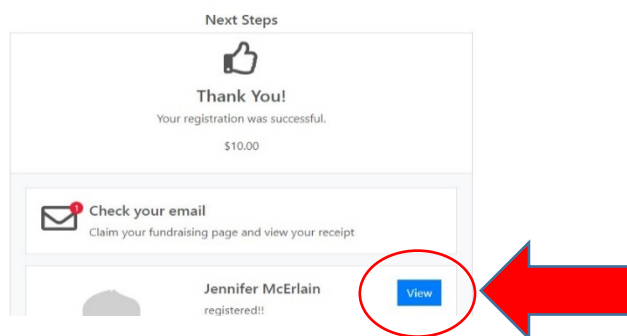 Next Steps
Thank You!
Your registration was successful.
$10.00
1
Check your email
Claim your fundraising page and view your receipt
Jennifer McErlain
View
registered!!